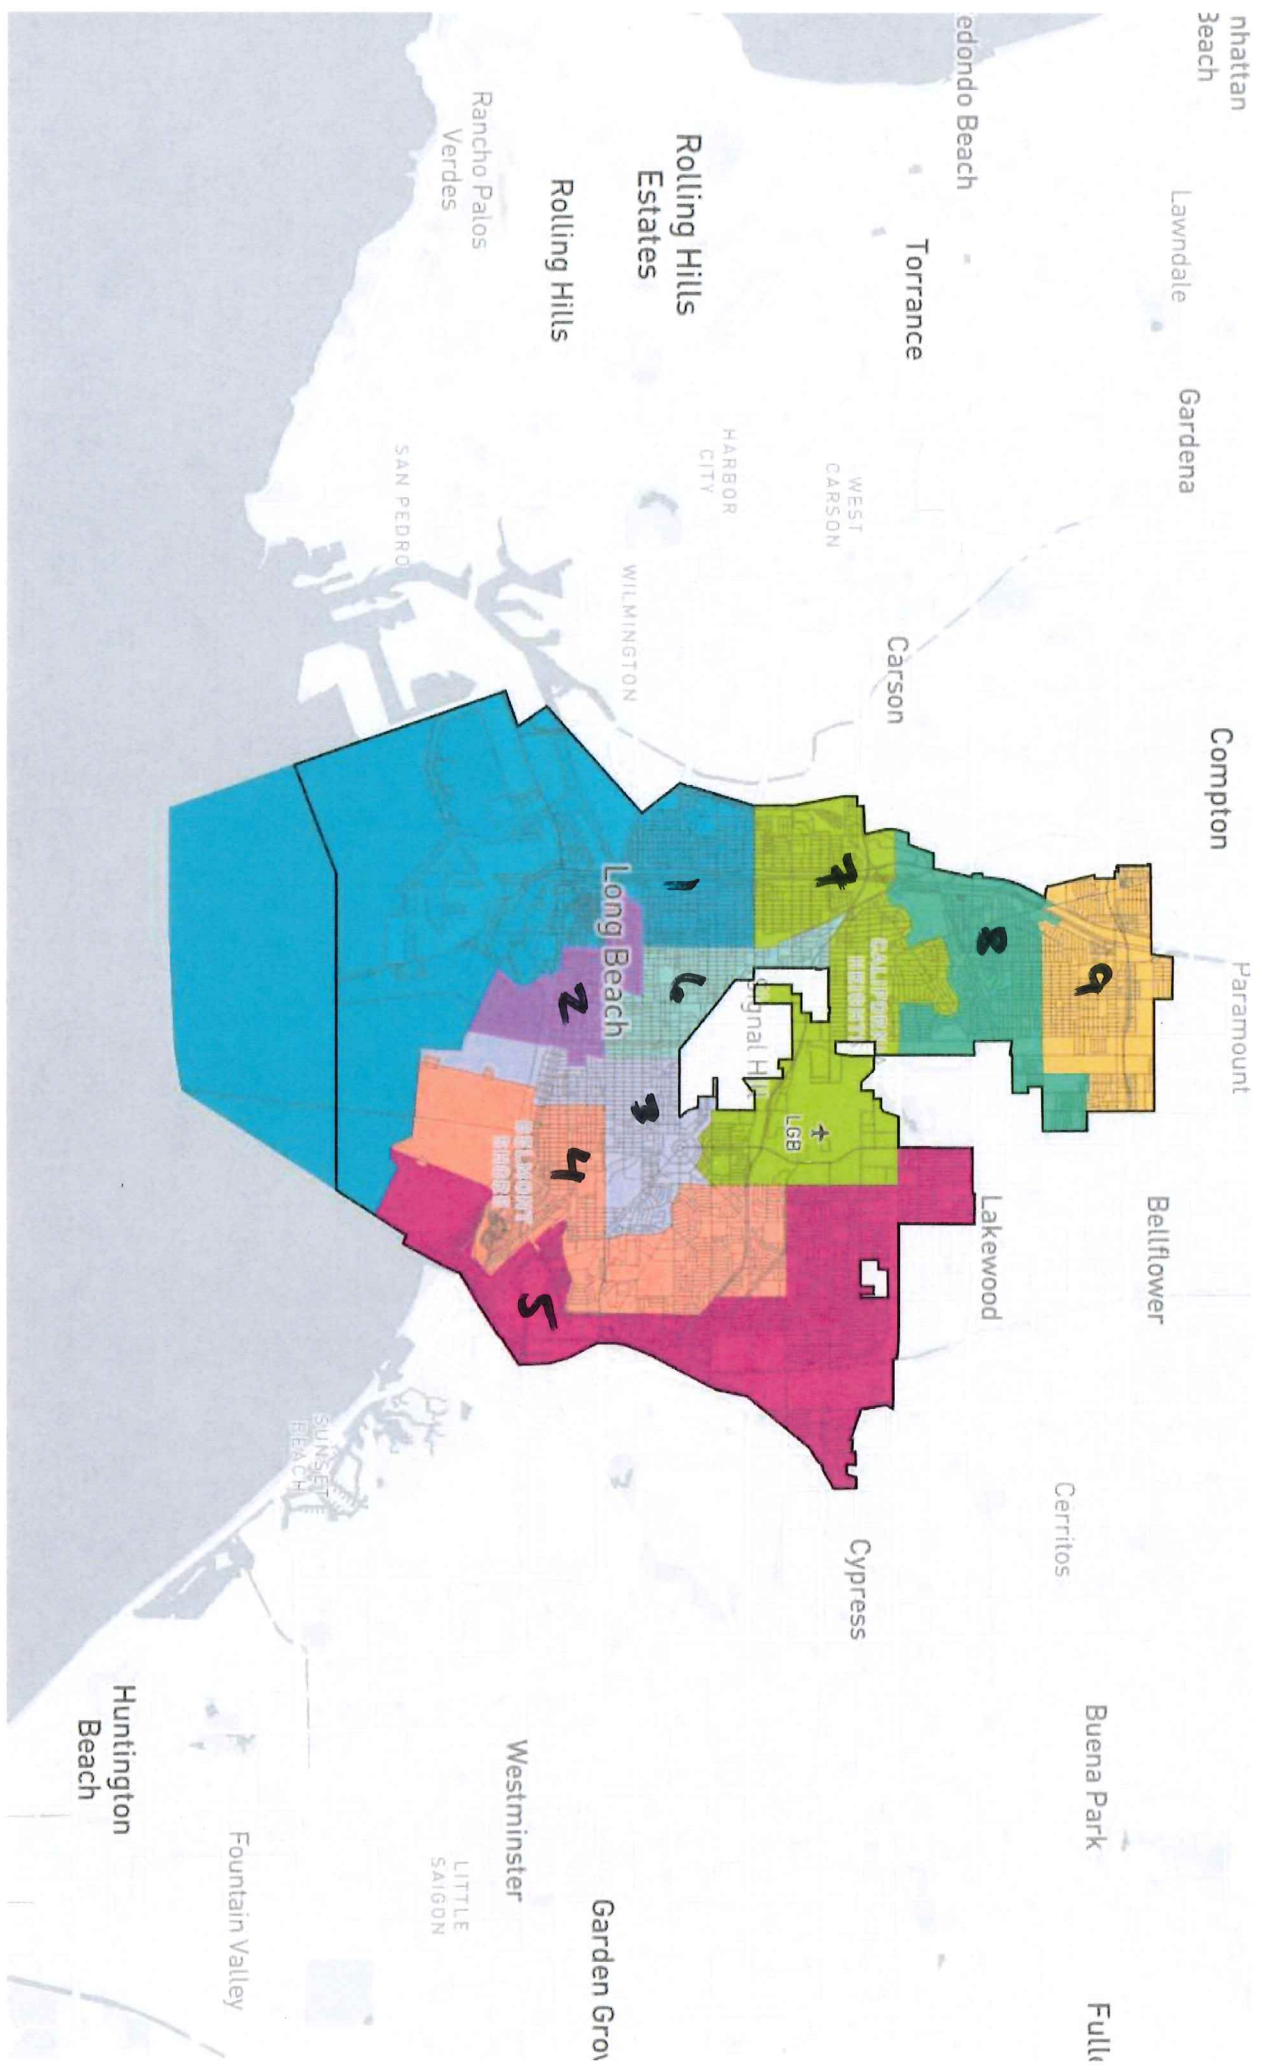 nhattan
Beach
edondo Beach
Lawndale
Gardena
Compton
Paramount
Bellflower
Torrance
Carson
Lakewood
Cerritos
Buena Park
Rolling Hills
Estates
WEST
CARSON
HARBOR
CITY
Rolling Hills
Rancho Palos
Verdes
WILMINGTON
SAN PEDRO
9
8
7
CALIFORNIA
HEIGHTS
LGB
Signal Hill
1
6
Long Beach
2
3
4
BELMONT
SHORE
5
Cypress
SUNSET
BEACH
Westminster
LITTLE
SAIGON
Garden Grov
Huntington
Beach
Fountain Valley